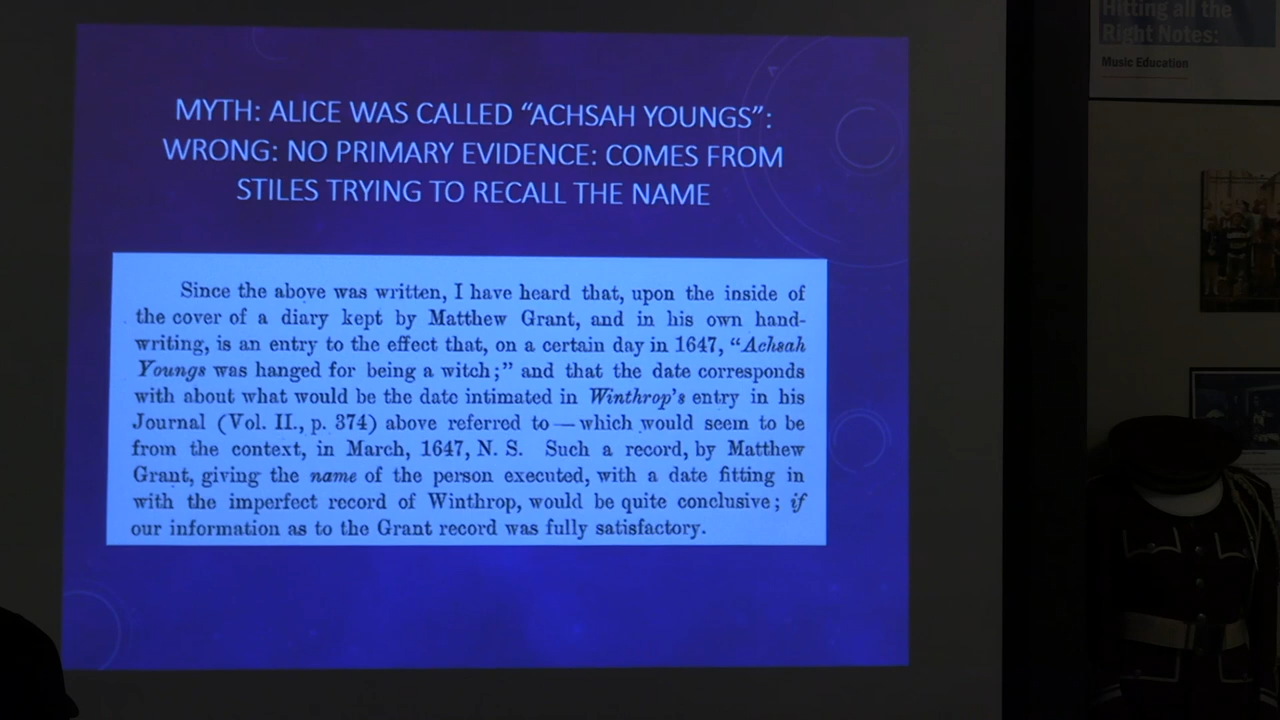 MYTH: ALICE WAS CALLED “ACHSAH YOUNGS”:
WRONG: NO PRIMARY EVIDENCE: COMES FROM
STILES TRYING TO RECALL THE NAME
Since the above was written, I have heard that, upon the inside of
the cover of a diary kept by Matthew Grant, and in his own hand-
writing, is an entry to the effect that, on a certain day in 1647, “Achsah
Youngs was hanged for being a witch;” and that the date corresponds
with about what would be the date intimated in Winthrop's entry in his
Journal (Vol. II., p. 374) above referred to — which would seem to be
from the context, in March, 1647, N. S. Such a record, by Matthew
Grant, giving the name of the person executed, with a date fitting in
with the imperfect record of Winthrop, would be quite conclusive; if
our information as to the Grant record was fully satisfactory.
Hitting all the
Right Notes:
Music Education